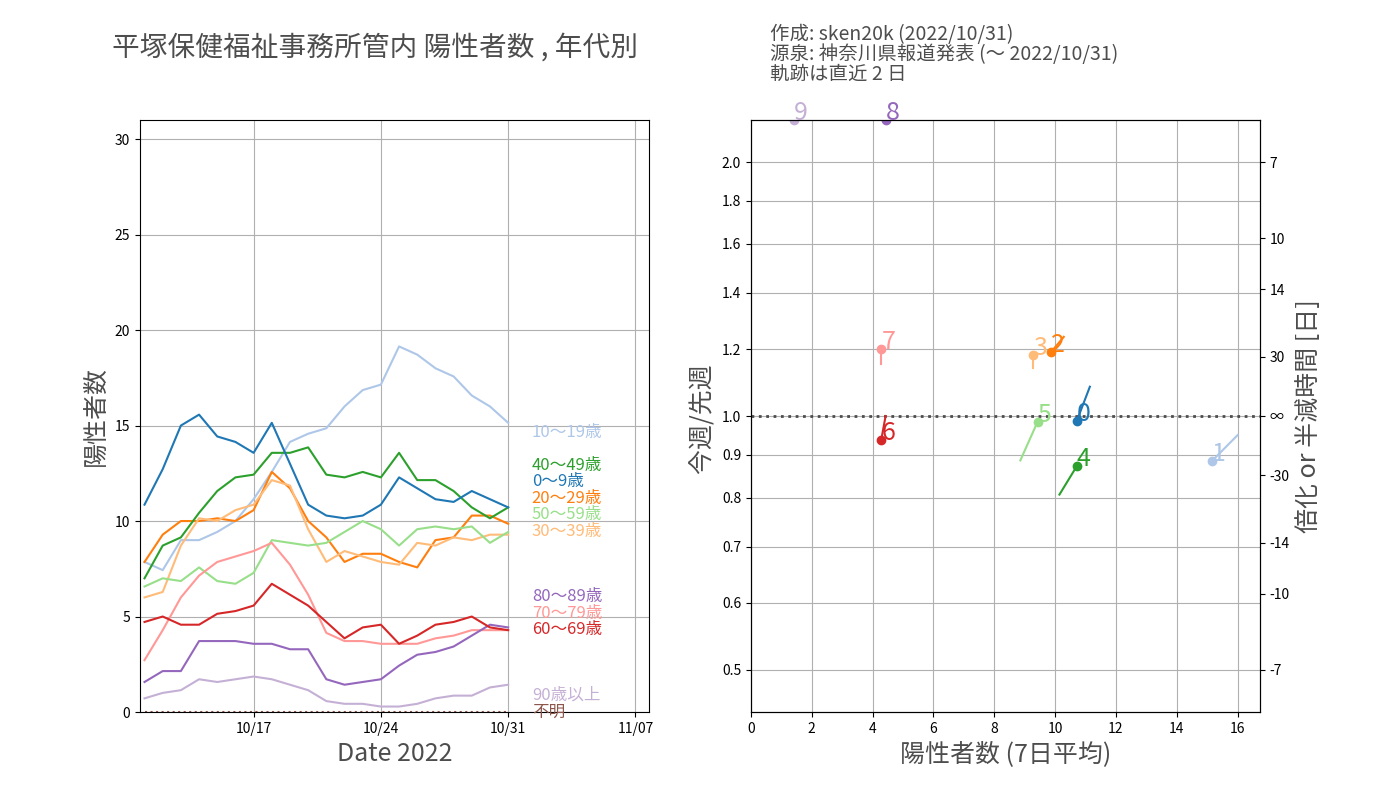 平塚保健福祉事務所管内 陽性者数 , 年代別
作成: sken20k (2022/10/31)
源泉: 神奈川県報道発表 (〜 2022/10/31)
軌跡は直近 2 日
陽性者数
30
25
20
15
10
5
0
10/17
10/24
10/31
11/07
Date 2022
10〜19歳
40〜49歳
0〜9歳
20〜29歳
50〜59歳
30〜39歳
80〜89歳
70〜79歳
60〜69歳
90歳以上
不明
今週/先週
2.0
1.8
1.6
1.4
1.2
1.0
0.9
0.8
0.7
0.6
0.5
9
8
7
3
2
5
0
6
4
1
0
2
4
6
8
10
12
14
16
陽性者数 (7日平均)
7
10
14
30
∞
-30
-14
-10
-7
倍化 or 半減時間 [日]